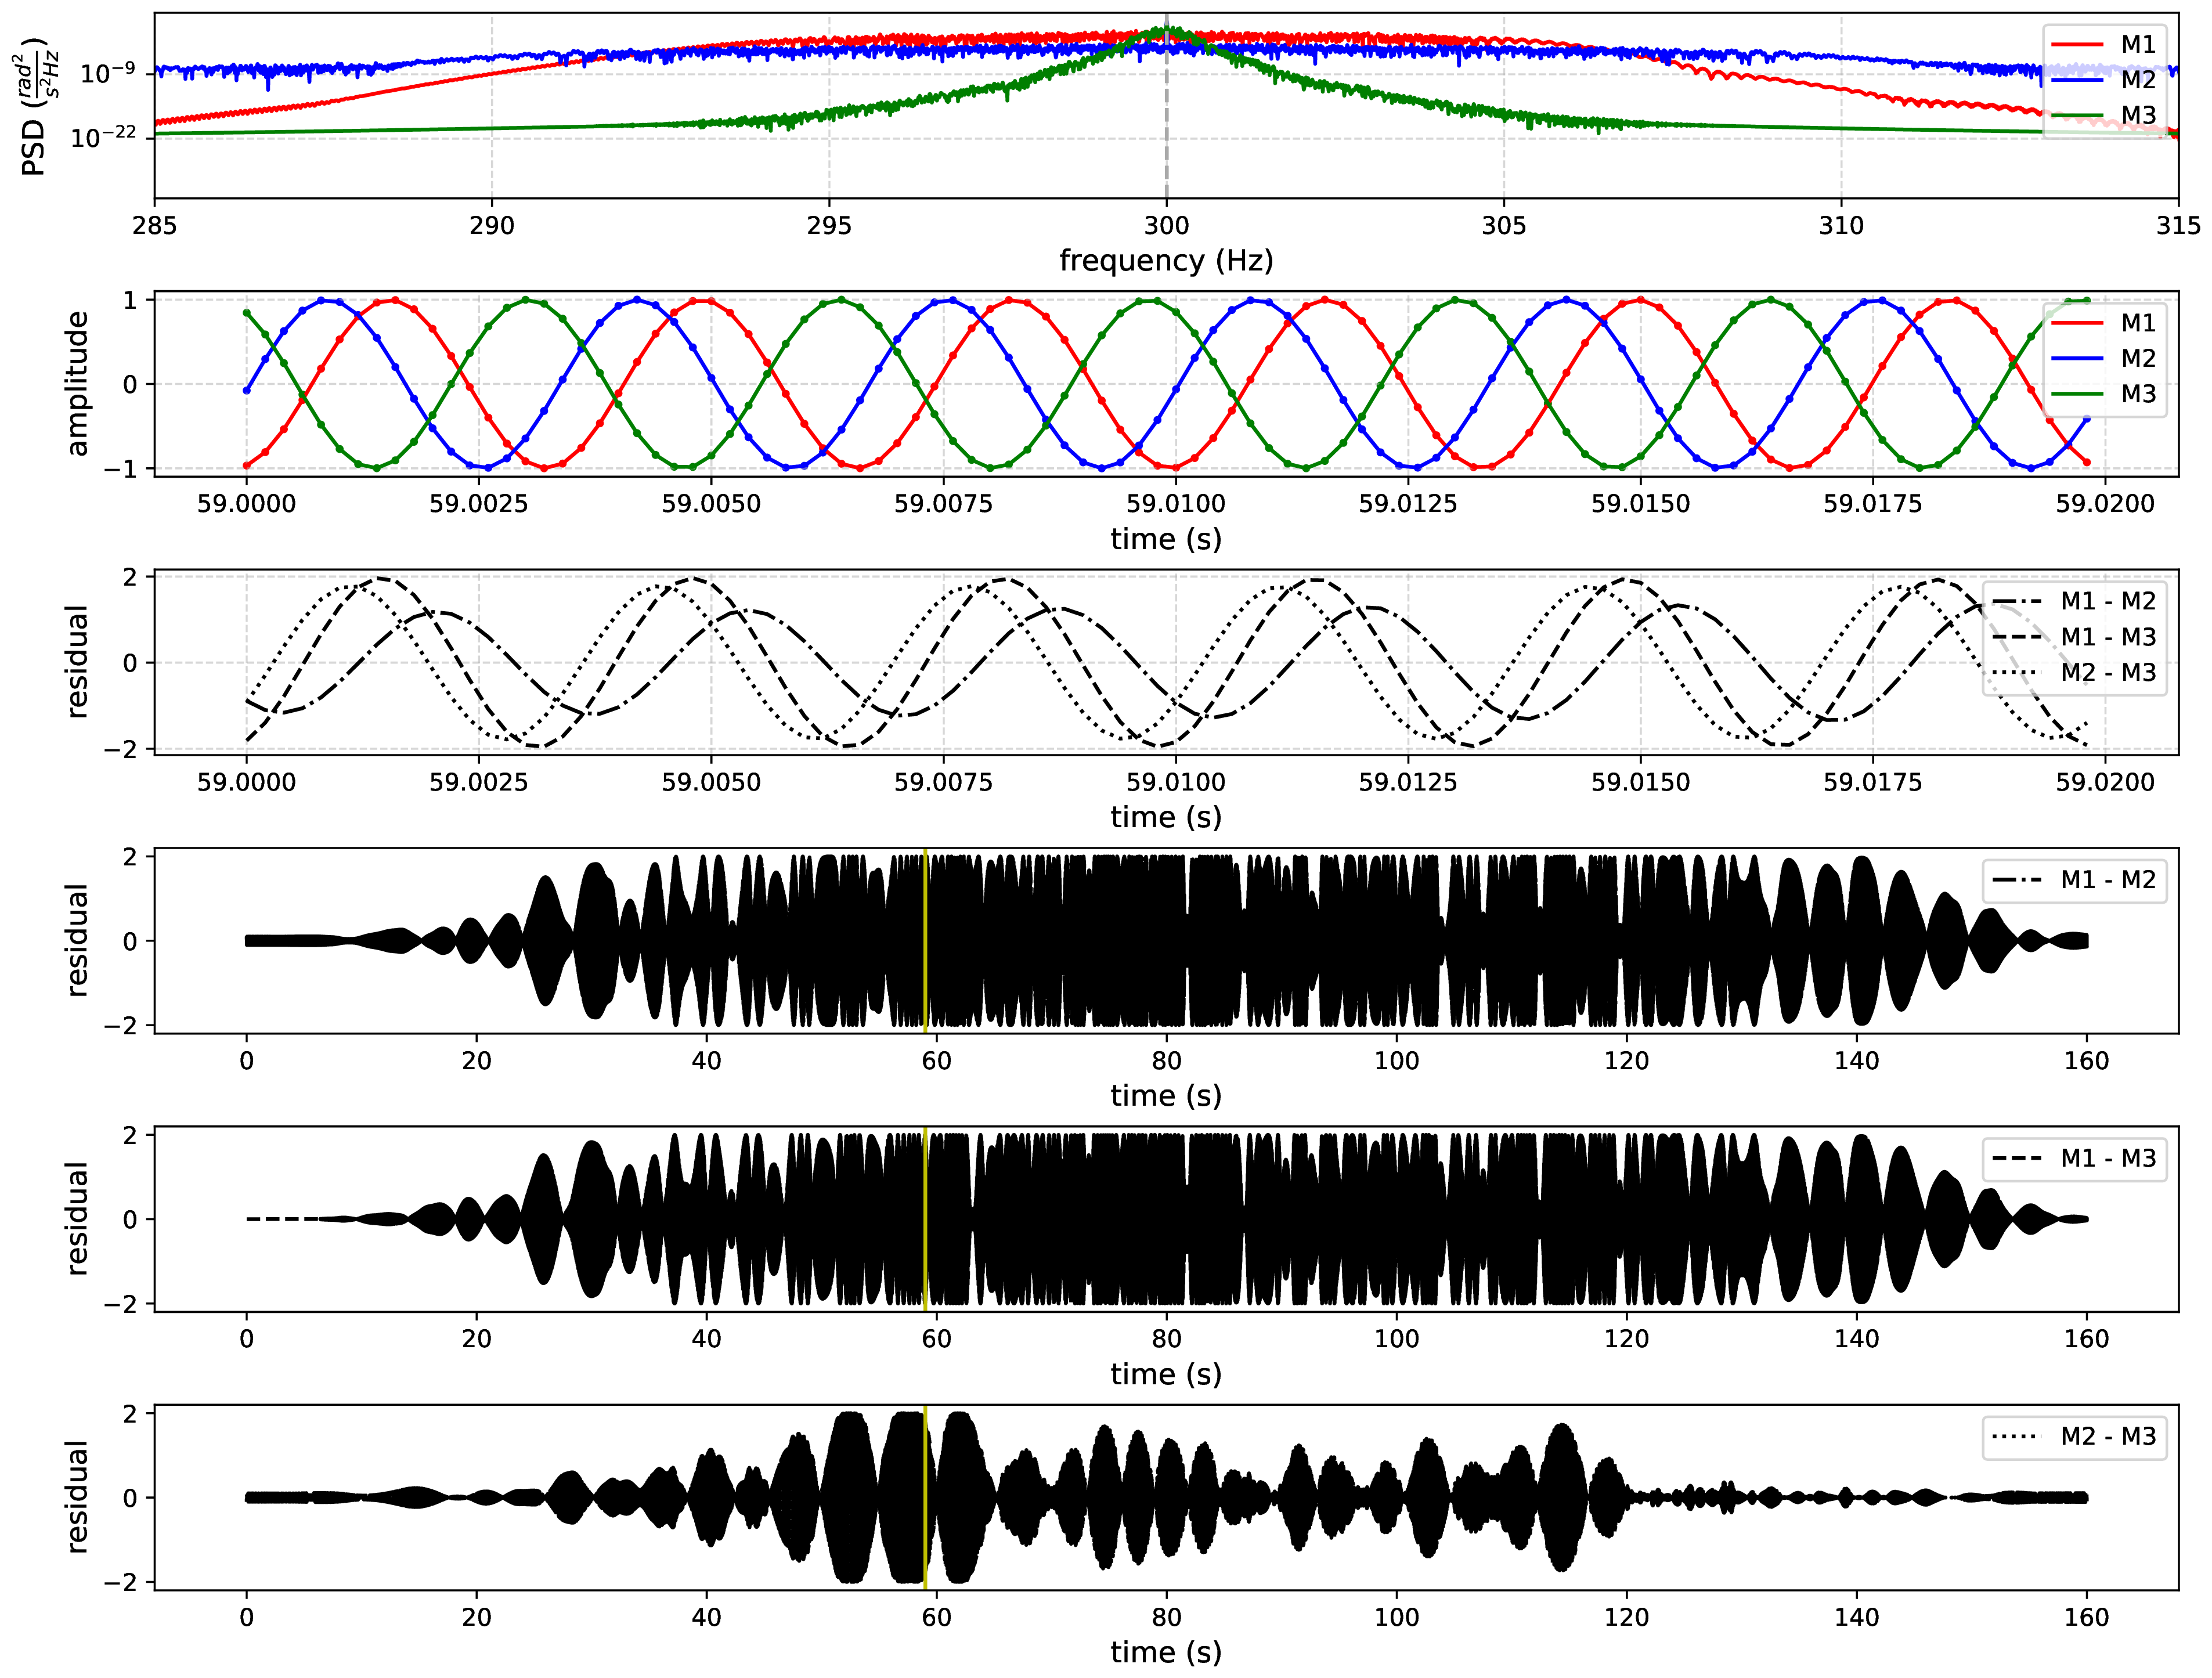 PSD (rad²/s²Hz)
10⁻⁹
10⁻²²
M1
M2
M3
285 290 295 300 305 310 315
frequency (Hz)
amplitude
1
0
−1
M1
M2
M3
59.0000 59.0025 59.0050 59.0075 59.010 59.0125 59.0150 59.0175 59.0200
time (s)
residual
2
0
−2
M1 - M2
M1 - M3
M2 - M3
59.0000 59.0025 59.0050 59.0075 59.010 59.0125 59.0150 59.0175 59.0200
time (s)
residual
2
0
−2
M1 - M2
0 20 40 60 80 100 120 140 160
time (s)
residual
2
0
−2
M1 - M3
0 20 40 60 80 100 120 140 160
time (s)
residual
2
0
−2
M2 - M3
0 20 40 60 80 100 120 140 160
time (s)